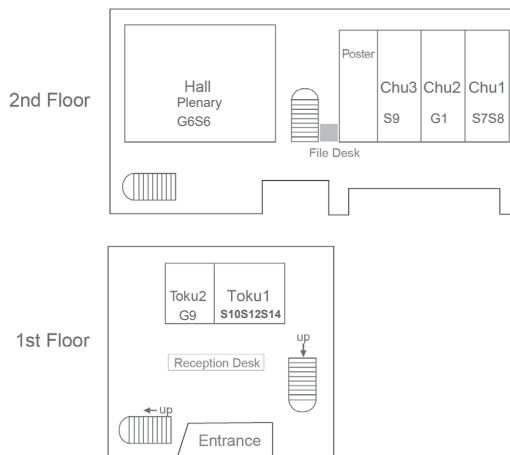 2nd Floor
Hall
Plenary
G6S6
Poster
Chu3
S9
Chu2
G1
Chu1
S7S8
File Desk
1st Floor
Toku2
G9
Toku1
S10S12S14
Reception Desk
up
up
Entrance